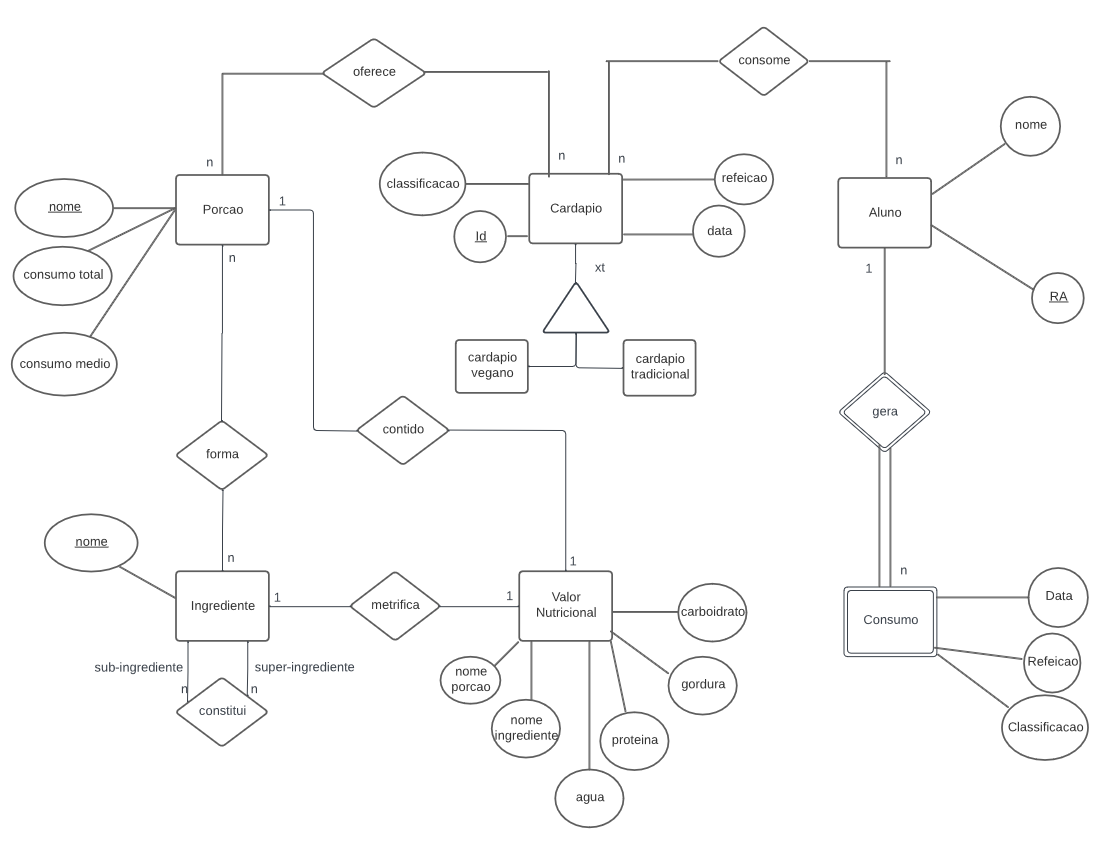 oferece
consome
nome
n
n
n
n
classificacao
refeicao
nome
Porcao
1
Cardapio
Aluno
Id
data
n
xt
1
consumo total
RA
consumo medio
cardapio
vegano
cardapio
tradicional
gera
contido
forma
nome
n
1
n
Ingrediente
1
metrifica
1
Valor
Nutricional
carboidrato
Consumo
Data
sub-ingrediente
super-ingrediente
nome
porcao
gordura
Refeicao
n
n
constitui
nome
ingrediente
proteina
Classificacao
agua